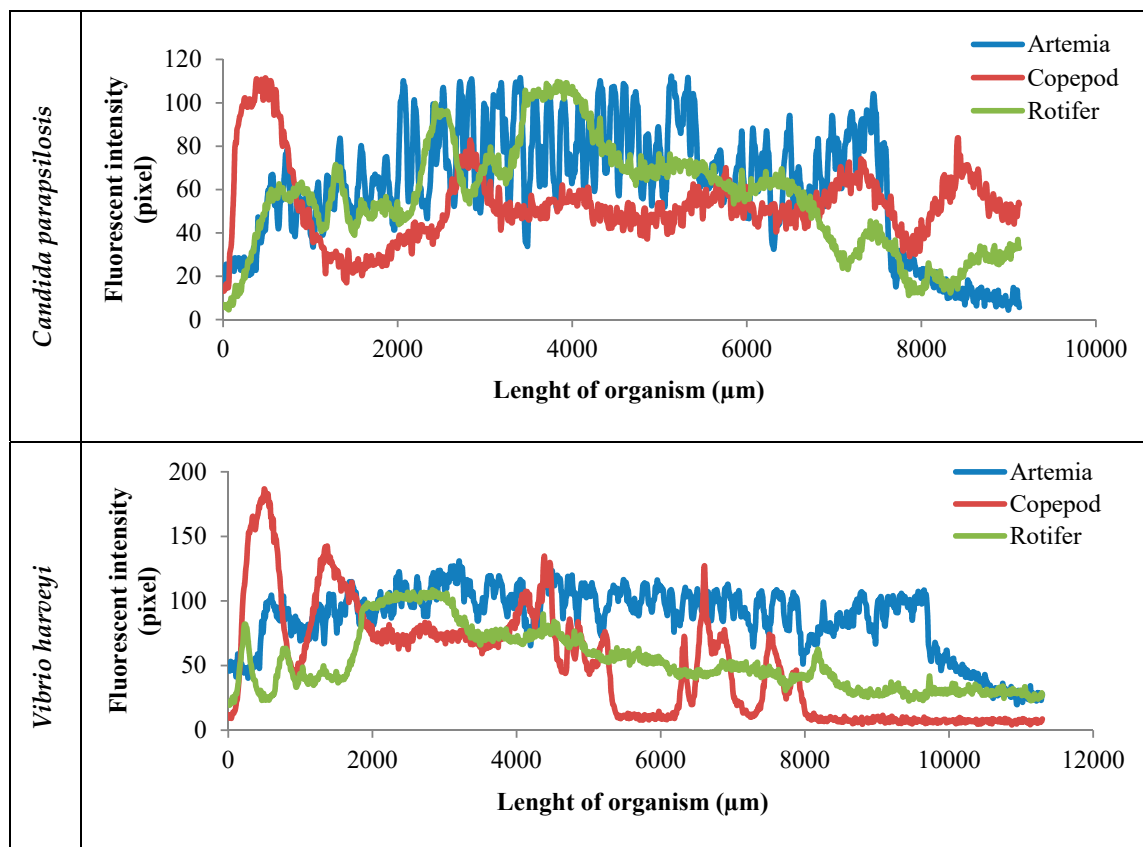 Candida parapsilosis
Fluorescent intensity
(pixel)
120
100
80
60
40
20
0
0 2000 4000 6000 8000 10000
Lenght of organism (µm)
Artemia
Copepod
Rotifer
Vibrio harveyi
Fluorescent intensity
(pixel)
200
150
100
50
0
0 2000 4000 6000 8000 10000 12000
Lenght of organism (µm)
Artemia
Copepod
Rotifer